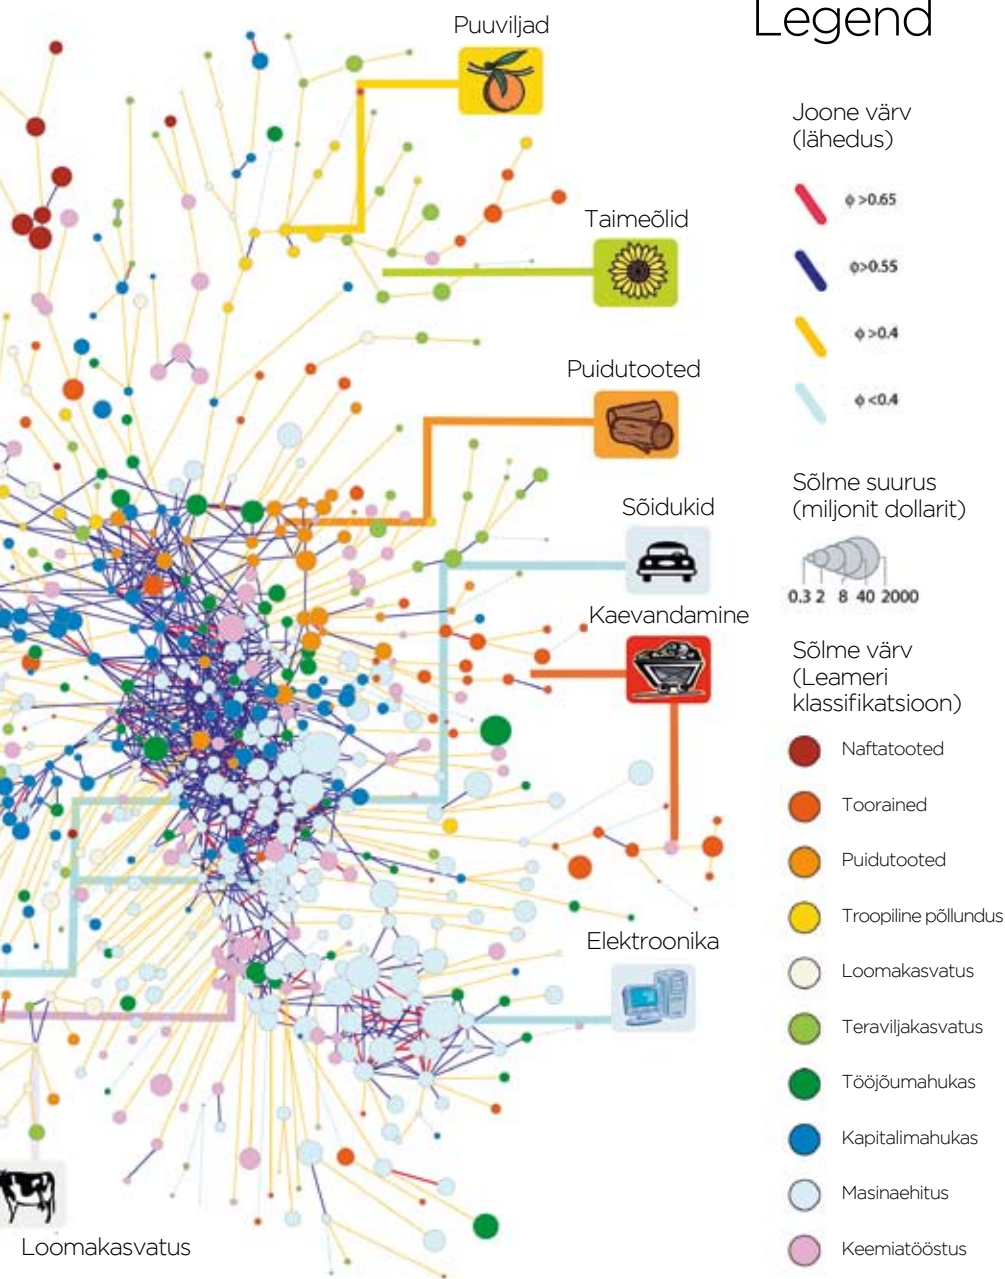 Puuviljad
Taimeõlid
Puidutooted
Sõidukid
Kaevandamine
Elektroonika
Loomakasvatus
Legend
Joone värv
(lähedus)
ϕ >0.65
ϕ>0.55
ϕ >0.4
ϕ <0.4
Sõlme suurus
(miljonit dollarit)
0.3 2 8 40 2000
Sõlme värv
(Leameri
klassifikatsioon)
Naftatooted
Toorained
Puidutooted
Troopiline põllundus
Loomakasvatus
Teraviljakasvatus
Tööjõumahukas
Kapitalimahukas
Masinaehitus
Keemiatööstus